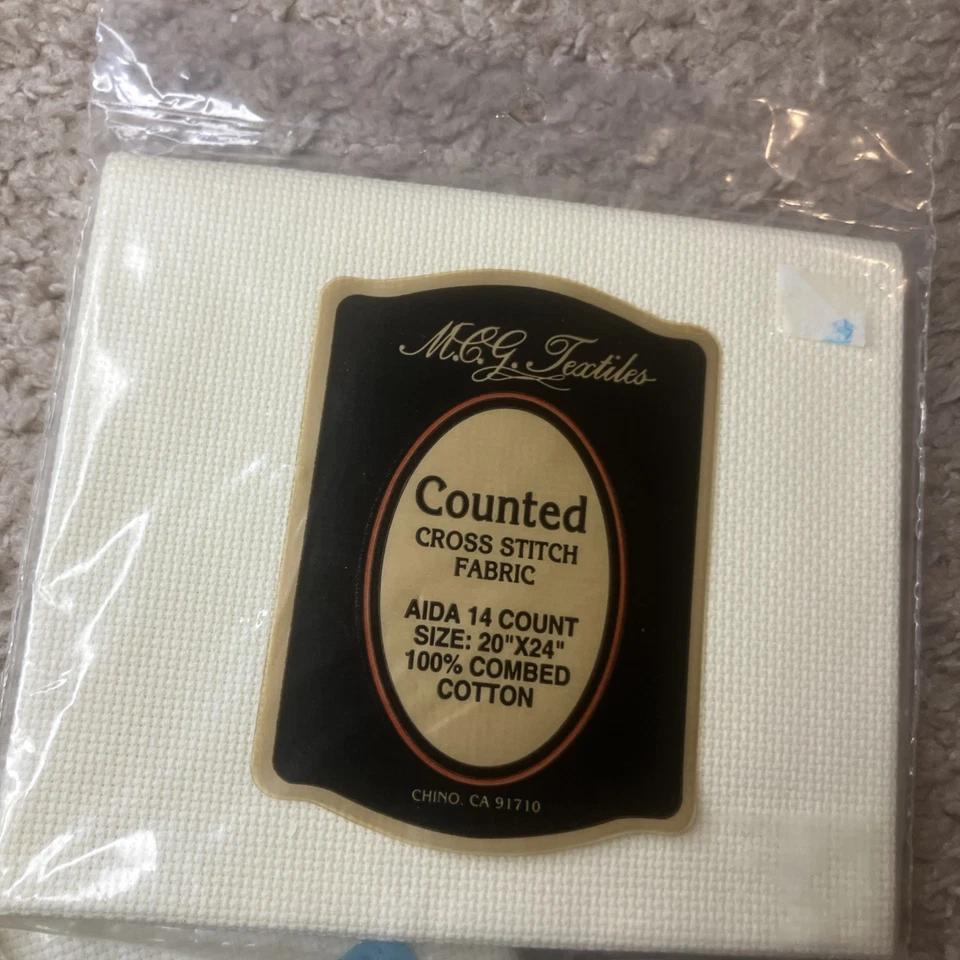 M.C.G. Textiles
Counted
CROSS STITCH
FABRIC
AIDA 14 COUNT
SIZE: 20"X24"
100% COMBED
COTTON
CHINO. CA 91710